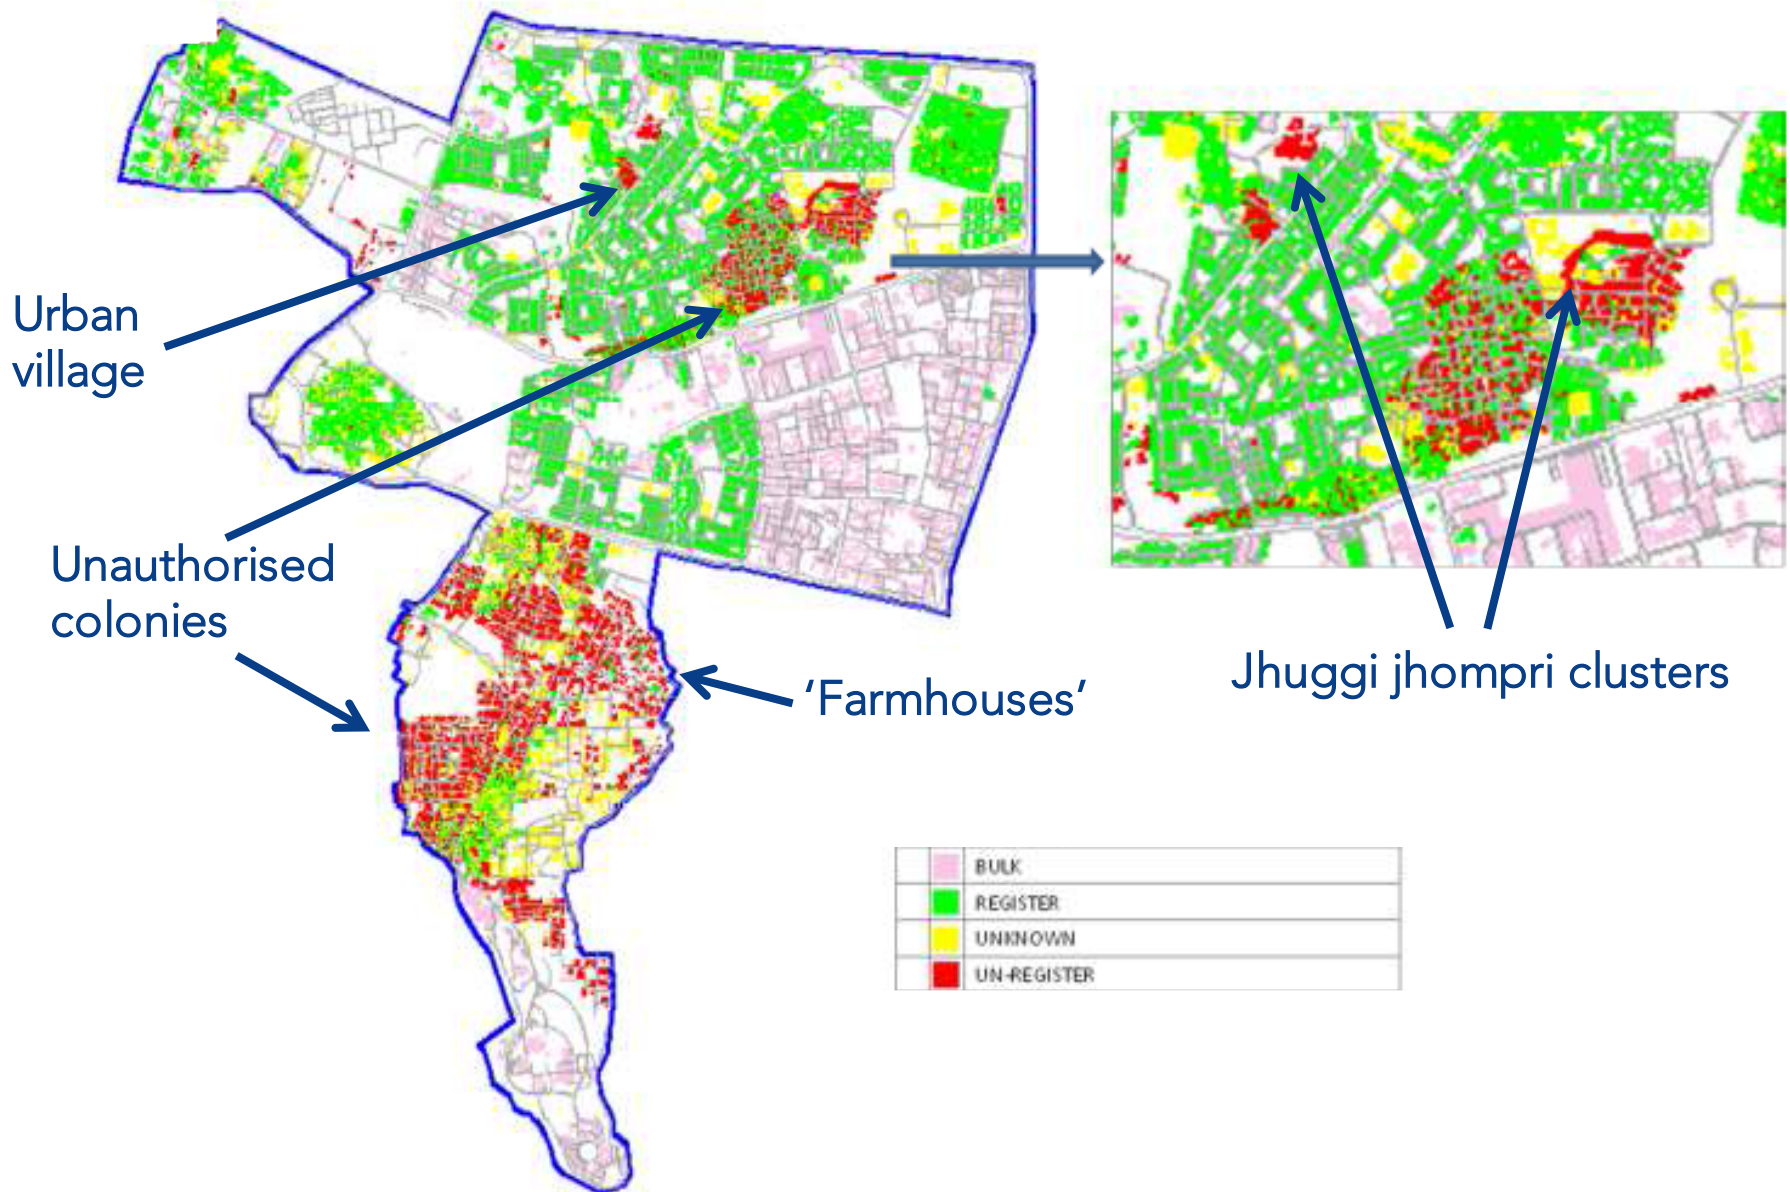 Urban
village
Unauthorised
colonies
'Farmhouses'
Jhuggi jhompri clusters
BULK
REGISTER
UNKNOWN
UN-REGISTER